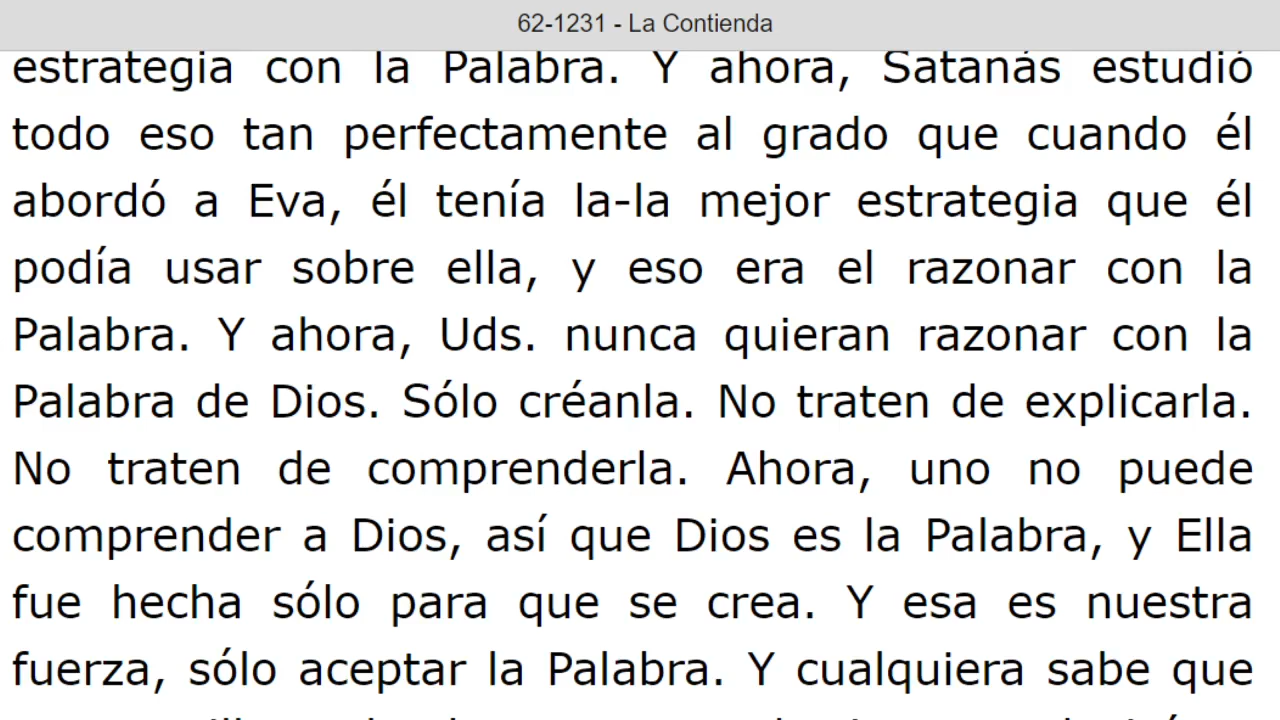 62-1231 - La Contienda
estrategia con la Palabra. Y ahora, Satanás estudió
todo eso tan perfectamente al grado que cuando él
abordó a Eva, él tenía la-la mejor estrategia que él
podía usar sobre ella, y eso era el razonar con la
Palabra. Y ahora, Uds. nunca quieran razonar con la
Palabra de Dios. Sólo créanla. No traten de explicarla.
No traten de comprenderla. Ahora, uno no puede
comprender a Dios, así que Dios es la Palabra, y Ella
fue hecha sólo para que se crea. Y esa es nuestra
fuerza, sólo aceptar la Palabra. Y cualquiera sabe que